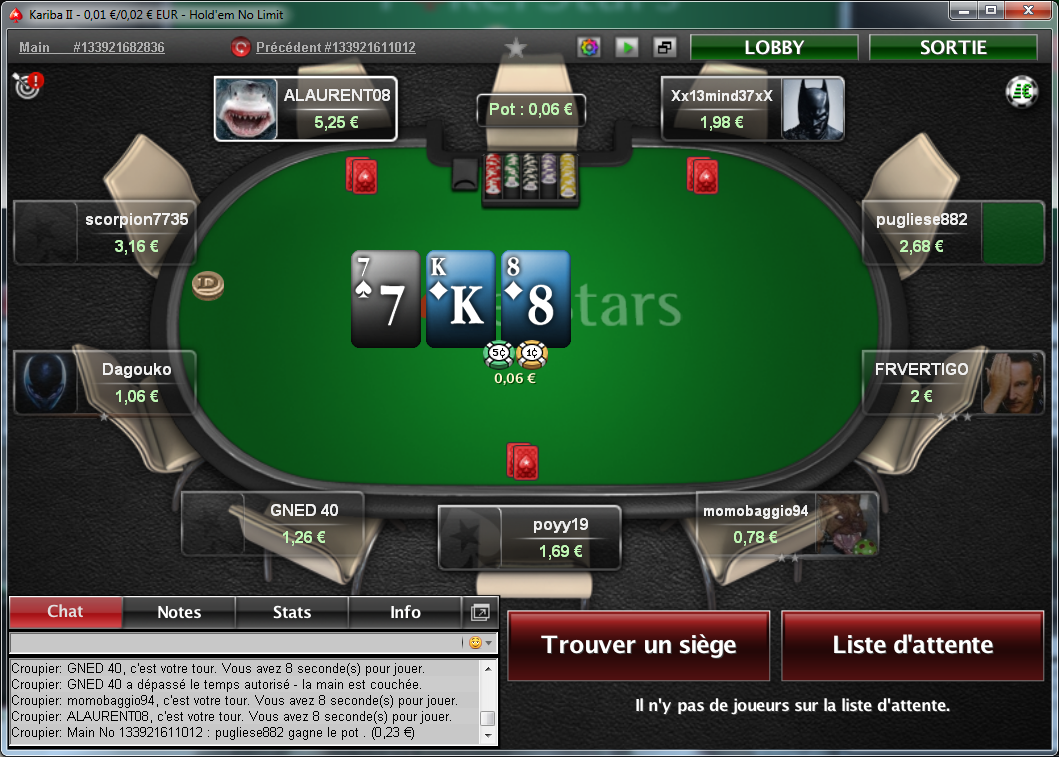 Kariba II - 0,01 €/0,02 € EUR - Hold'em No Limit
Main #133921682836
Précédent #133921611012
LOBBY
SORTIE
ALAURENT08
5,25 €
Pot : 0,06 €
Xx13mind37xX
1,98 €
scorpion7735
3,16 €
pugliese882
2,68 €
D
7
7
K
K
8
8
tars
5¢
1¢
0,06 €
Dagouko
1,06 €
FRVERTIGO
2 €
GNED 40
1,26 €
poyy19
1,69 €
momobaggio94
0,78 €
Chat
Notes
Stats
Info
Trouver un siège
Liste d'attente
Il n'y pas de joueurs sur la liste d'attente.
Croupier: GNED 40, c'est votre tour. Vous avez 8 seconde(s) pour jouer.
Croupier: GNED 40 a dépassé le temps autorisé - la main est couchée.
Croupier: momobaggio94, c'est votre tour. Vous avez 8 seconde(s) pour jouer.
Croupier: ALAURENT08, c'est votre tour. Vous avez 8 seconde(s) pour jouer.
Croupier: Main No 133921611012 : pugliese882 gagne le pot . (0,23 €)